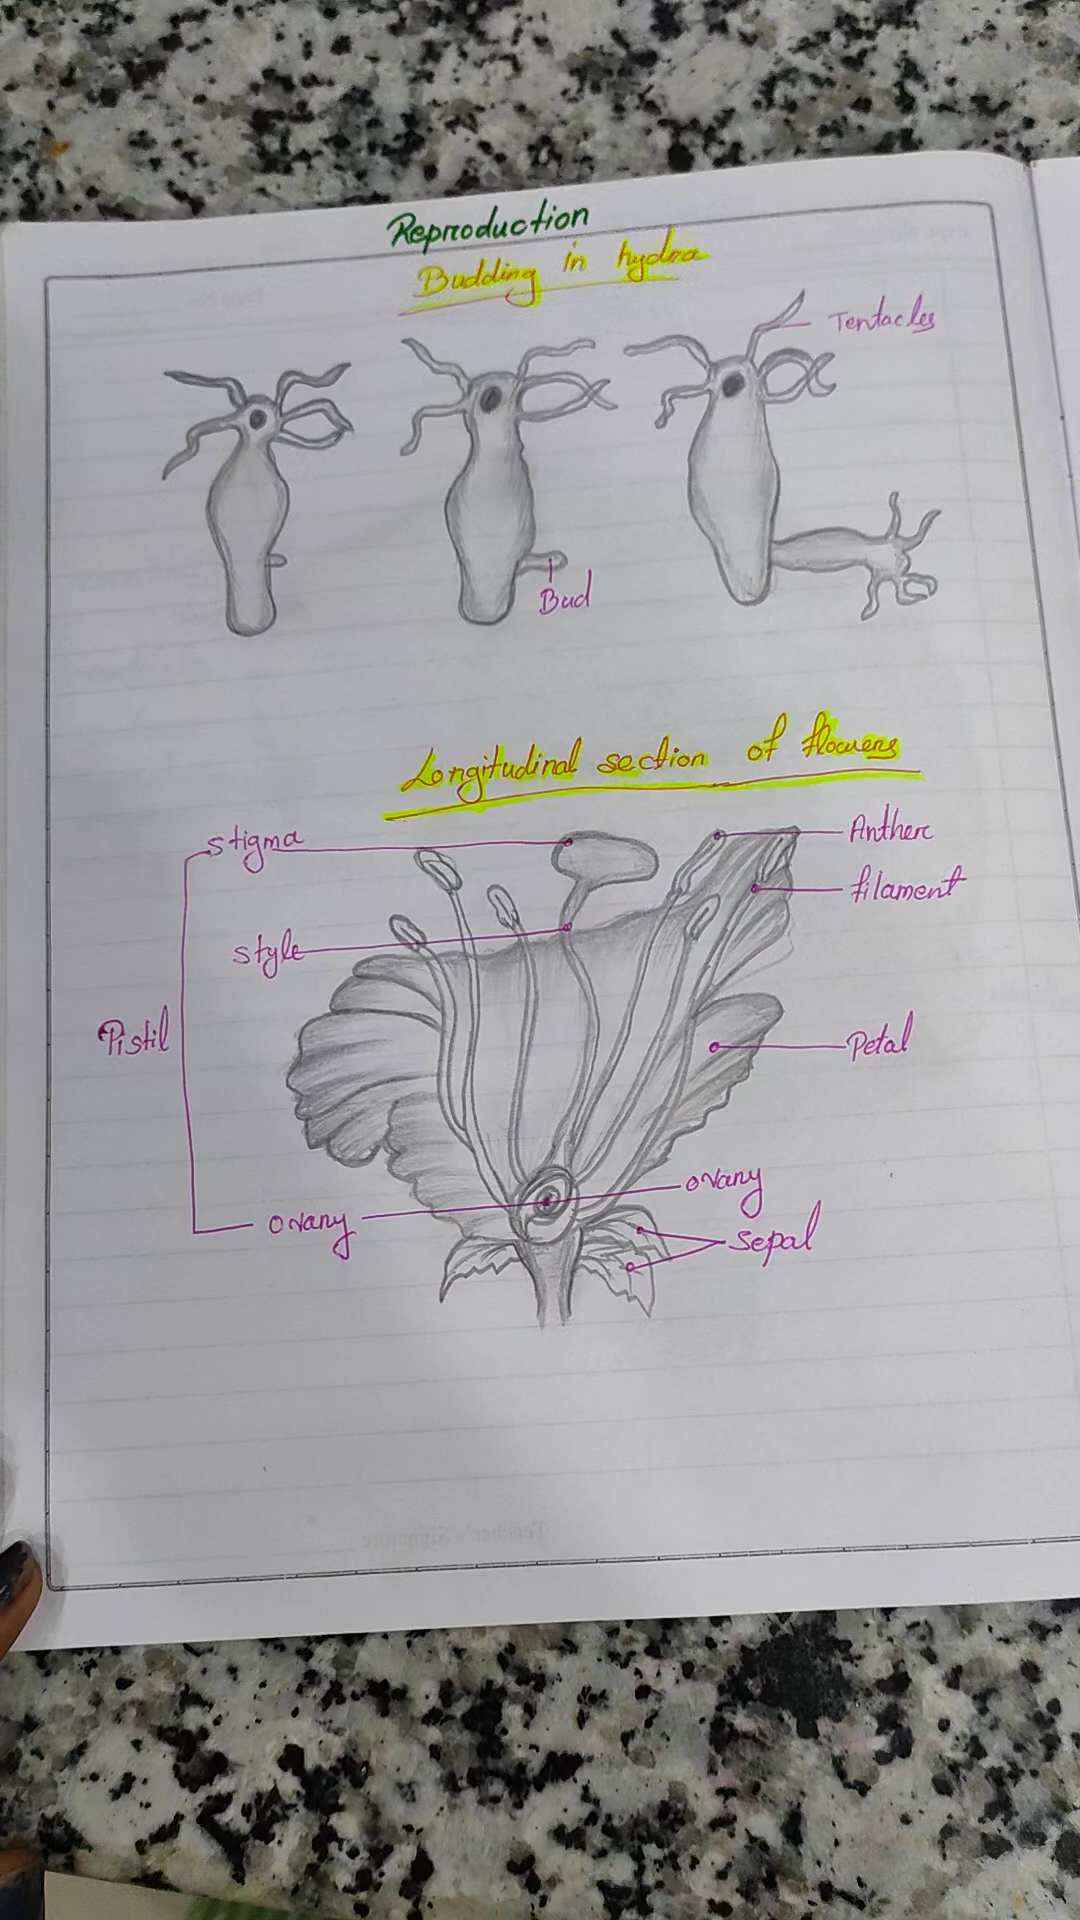 Reproduction
Budding in hydra
Tentacles
Bud
Longitudinal section of flowers
Stigma
Anther
filament
style
Pistil
Petal
ovary
ovary
sepal